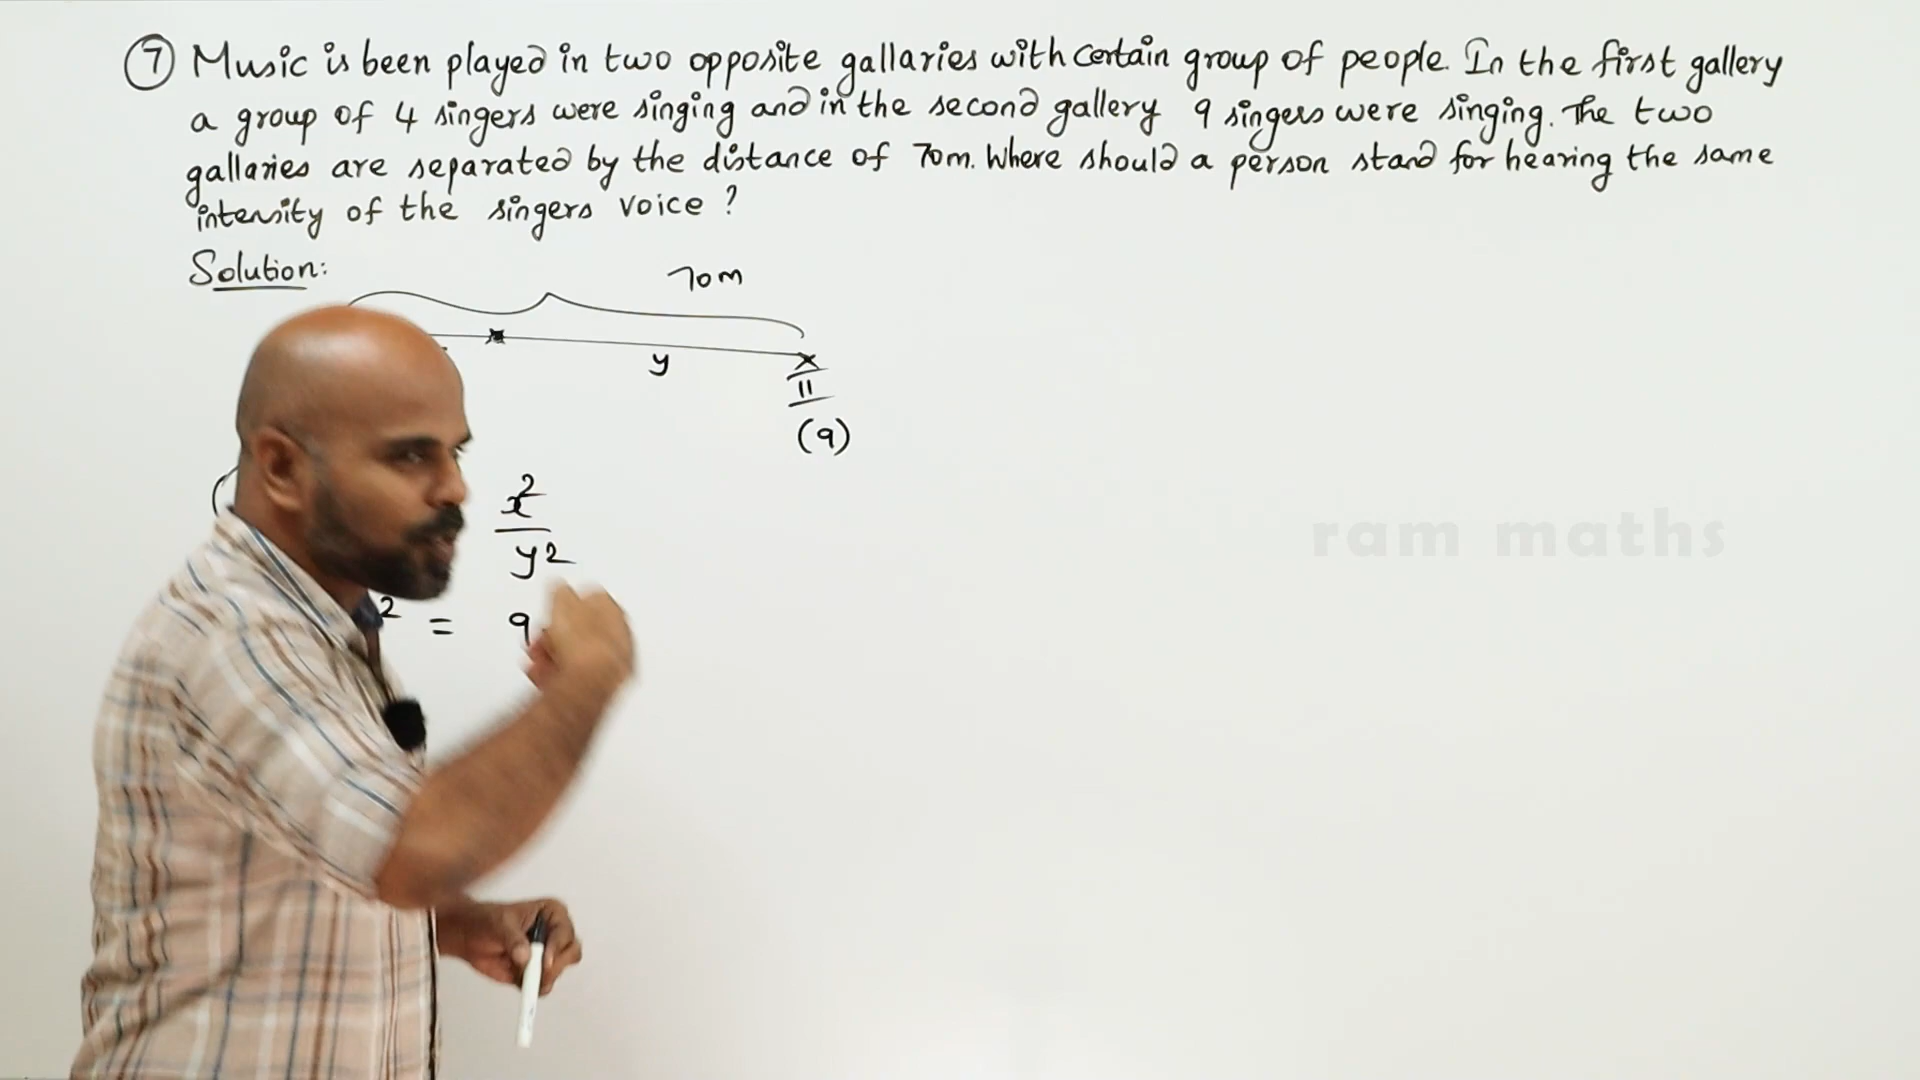 7 Music is been played in two opposite gallaries with certain group of people. In the first gallery
a group of 4 singers were singing and in the second gallery 9 singers were singing. The two
gallaries are separated by the distance of 70m. Where should a person stand for hearing the same
intensity of the singers voice ?
Solution:
70m
y
II
(9)
x²
y²
2 = 9
ram maths